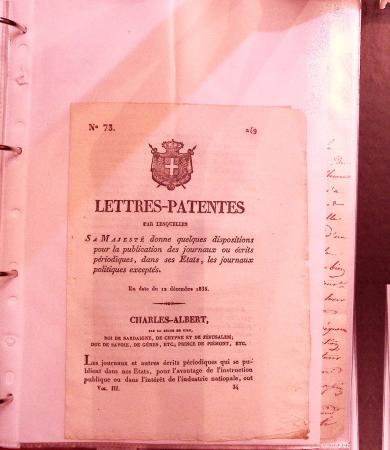 N.º 73.
249
LETTRES-PATENTES
PAR LESQUELLES
SA MAJESTÉ donne quelques dispositions
pour la publication des journaux ou écrits
périodiques, dans ses États, les journaux
politiques exceptés.
En date du 12 décembre 1835.
CHARLES-ALBERT,
PAR LA GRACE DE DIEU,
ROI DE SARDAIGNE, DE CHYPRE ET DE JÉRUSALEM;
DUC DE SAVOIE, DE GÊNES, ETC.; PRINCE DE PIÉMONT, ETC.
Les journaux et autres écrits périodiques qui se pu-
blient dans nos États, pour l'avantage de l'instruction
publique ou dans l'intérêt de l'industrie nationale, ont
VOL. III. 34